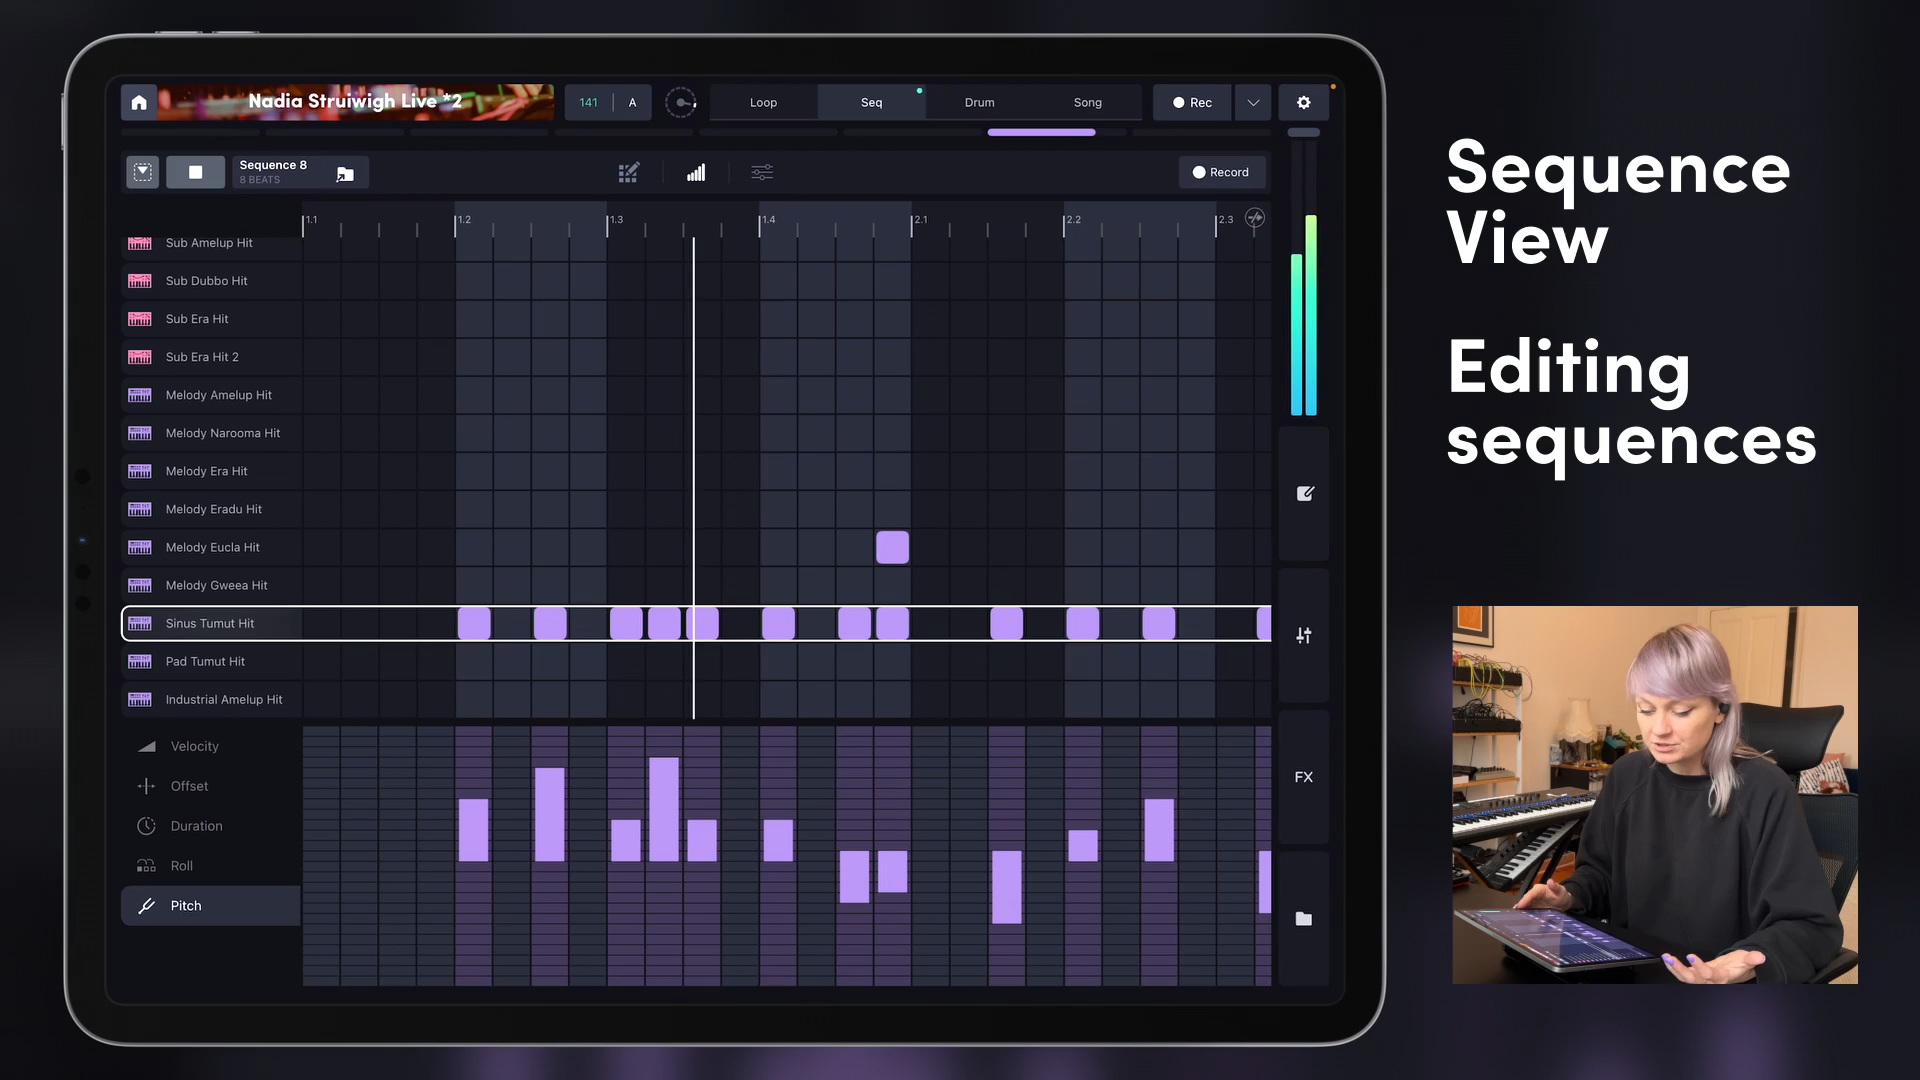 Nadia Struiwigh Live *2
141
A
Loop
Seq
Drum
Song
Rec
Sequence 8
8 BEATS
Record
1.1
1.2
1.3
1.4
2.1
2.2
2.3
Sub Amelup Hit
Sub Dubbo Hit
Sub Era Hit
Sub Era Hit 2
Melody Amelup Hit
Melody Narooma Hit
Melody Era Hit
Melody Eradu Hit
Melody Eucla Hit
Melody Gweea Hit
Sinus Tumut Hit
Pad Tumut Hit
Industrial Amelup Hit
Velocity
Offset
Duration
Roll
Pitch
FX
Sequence
View
Editing
sequences